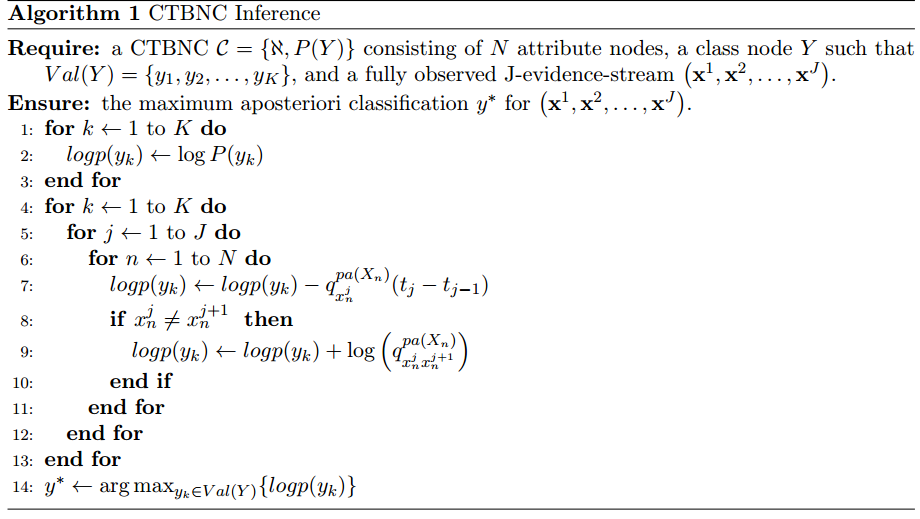 Algorithm 1 CTBNC Inference
Require: a CTBNC $\mathcal{C} = \{\aleph, P(Y)\}$ consisting of $N$ attribute nodes, a class node $Y$ such that
$Val(Y) = \{y_1, y_2, \ldots, y_K\}$, and a fully observed J-evidence-stream $(\mathbf{x}^1, \mathbf{x}^2, \ldots, \mathbf{x}^J)$.
Ensure: the maximum aposteriori classification $y^*$ for $(\mathbf{x}^1, \mathbf{x}^2, \ldots, \mathbf{x}^J)$.
1: for $k \leftarrow 1$ to $K$ do
2: $logp(y_k) \leftarrow \log P(y_k)$
3: end for
4: for $k \leftarrow 1$ to $K$ do
5: for $j \leftarrow 1$ to $J$ do
6: for $n \leftarrow 1$ to $N$ do
7: $logp(y_k) \leftarrow logp(y_k) - q_{x_n^j}^{pa(X_n)}(t_j - t_{j-1})$
8: if $x_n^j \neq x_n^{j+1}$ then
9: $logp(y_k) \leftarrow logp(y_k) + \log\left(q_{x_n^j x_n^{j+1}}^{pa(X_n)}\right)$
10: end if
11: end for
12: end for
13: end for
14: $y^* \leftarrow \arg\max_{y_k \in Val(Y)}\{logp(y_k)\}$